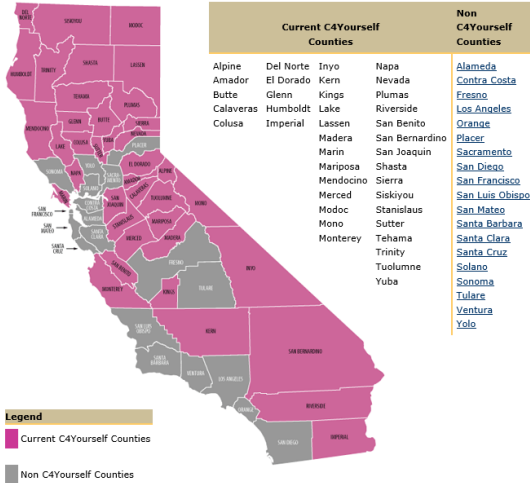 Current C4Yourself
Counties
Non
C4Yourself
Counties
Alpine Del Norte Inyo Napa Alameda
Amador El Dorado Kern Nevada Contra Costa
Butte Glenn Kings Plumas Fresno
Calaveras Humboldt Lake Riverside Los Angeles
Colusa Imperial Lassen San Benito Orange
Madera San Bernardino Placer
Marin San Joaquin Sacramento
Mariposa Shasta San Diego
Mendocino Sierra San Francisco
Merced Siskiyou San Luis Obispo
Modoc Stanislaus San Mateo
Mono Sutter Santa Barbara
Monterey Tehama Santa Clara
Trinity Santa Cruz
Tuolumne Solano
Yuba Sonoma
Tulare
Ventura
Yolo
DEL
NORTE
SISKIYOU
MODOC
HUMBOLDT
TRINITY
SHASTA
LASSEN
TEHAMA
PLUMAS
MENDOCINO
GLENN
BUTTE
SIERRA
NEVADA
LAKE
COLUSA
YUBA
PLACER
SONOMA
NAPA
YOLO
EL DORADO
ALPINE
SOLANO
SACRA
MENTO
AMADOR
CALAVERAS
SAN
JOAQUIN
TUOLUMNE
MONO
CONTRA
COSTA
ALAMEDA
SAN
FRANCISCO
SAN
MATEO
SANTA
CRUZ
SANTA
CLARA
STANISLAUS
MARIPOSA
MERCED
MADERA
SAN BENITO
FRESNO
INYO
MONTEREY
KINGS
TULARE
SAN LUIS
OBISPO
KERN
SAN BERNARDINO
SANTA
BARBARA
VENTURA
LOS ANGELES
ORANGE
RIVERSIDE
SAN DIEGO
IMPERIAL
Legend
Current C4Yourself Counties
Non C4Yourself Counties